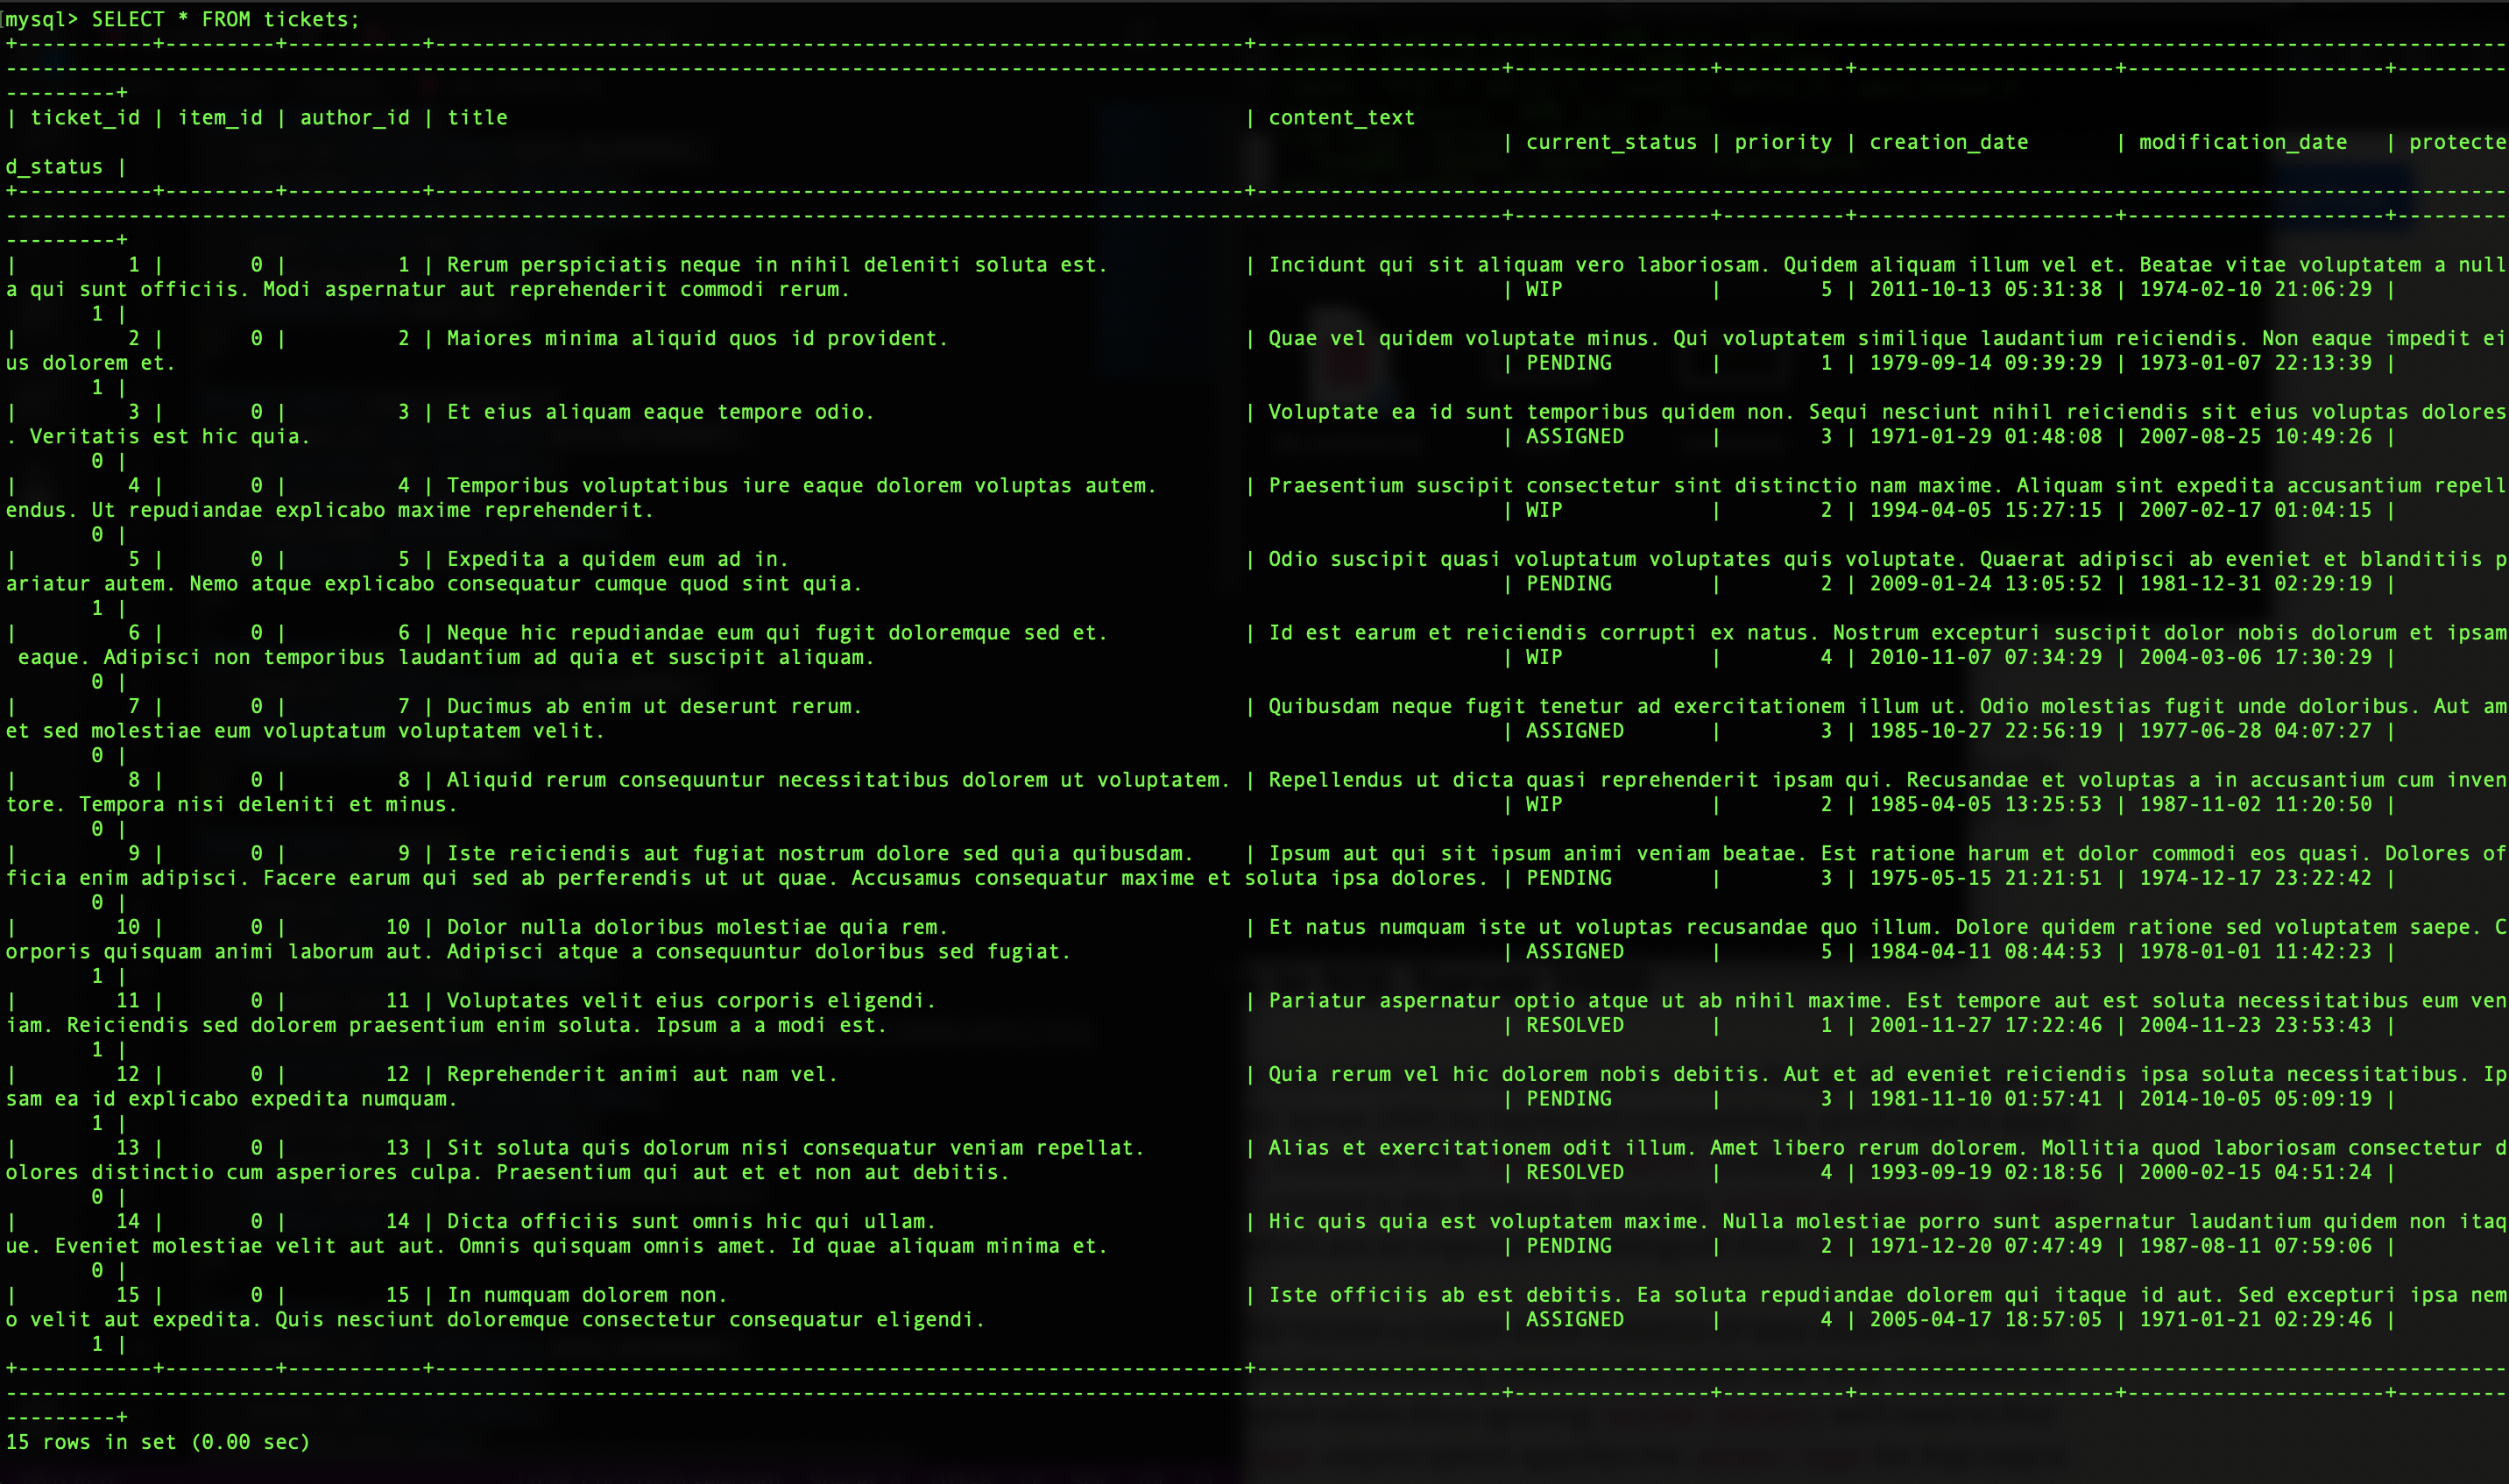 mysql> SELECT * FROM tickets;
+-----------+---------+-----------+------------------------------------------------------------------+------------------------------------------------------------------------------------------------------
--------------------------------------------------------------------------------------------------------------------------+----------------+----------+---------------------+---------------------+---------
---------+
| ticket_id | item_id | author_id | title                                                            | content_text
                                                                                                                          | current_status | priority | creation_date       | modification_date   | protecte
d_status |
+-----------+---------+-----------+------------------------------------------------------------------+------------------------------------------------------------------------------------------------------
--------------------------------------------------------------------------------------------------------------------------+----------------+----------+---------------------+---------------------+---------
---------+
|         1 |       0 |         1 | Rerum perspiciatis neque in nihil deleniti soluta est.           | Incidunt qui sit aliquam vero laboriosam. Quidem aliquam illum vel et. Beatae vitae voluptatem a null
a qui sunt officiis. Modi aspernatur aut reprehenderit commodi rerum.                                                     | WIP            |        5 | 2011-10-13 05:31:38 | 1974-02-10 21:06:29 |
       1 |
|         2 |       0 |         2 | Maiores minima aliquid quos id provident.                        | Quae vel quidem voluptate minus. Qui voluptatem similique laudantium reiciendis. Non eaque impedit ei
us dolorem et.                                                                                                            | PENDING        |        1 | 1979-09-14 09:39:29 | 1973-01-07 22:13:39 |
       1 |
|         3 |       0 |         3 | Et eius aliquam eaque tempore odio.                              | Voluptate ea id sunt temporibus quidem non. Sequi nesciunt nihil reiciendis sit eius voluptas dolores
. Veritatis est hic quia.                                                                                                 | ASSIGNED       |        3 | 1971-01-29 01:48:08 | 2007-08-25 10:49:26 |
       0 |
|         4 |       0 |         4 | Temporibus voluptatibus iure eaque dolorem voluptas autem.       | Praesentium suscipit consectetur sint distinctio nam maxime. Aliquam sint expedita accusantium repell
endus. Ut repudiandae explicabo maxime reprehenderit.                                                                     | WIP            |        2 | 1994-04-05 15:27:15 | 2007-02-17 01:04:15 |
       0 |
|         5 |       0 |         5 | Expedita a quidem eum ad in.                                     | Odio suscipit quasi voluptatum voluptates quis voluptate. Quaerat adipisci ab eveniet et blanditiis p
ariatur autem. Nemo atque explicabo consequatur cumque quod sint quia.                                                    | PENDING        |        2 | 2009-01-24 13:05:52 | 1981-12-31 02:29:19 |
       1 |
|         6 |       0 |         6 | Neque hic repudiandae eum qui fugit doloremque sed et.           | Id est earum et reiciendis corrupti ex natus. Nostrum excepturi suscipit dolor nobis dolorum et ipsam
 eaque. Adipisci non temporibus laudantium ad quia et suscipit aliquam.                                                   | WIP            |        4 | 2010-11-07 07:34:29 | 2004-03-06 17:30:29 |
       0 |
|         7 |       0 |         7 | Ducimus ab enim ut deserunt rerum.                               | Quibusdam neque fugit tenetur ad exercitationem illum ut. Odio molestias fugit unde doloribus. Aut am
et sed molestiae eum voluptatum voluptatem velit.                                                                         | ASSIGNED       |        3 | 1985-10-27 22:56:19 | 1977-06-28 04:07:27 |
       0 |
|         8 |       0 |         8 | Aliquid rerum consequuntur necessitatibus dolorem ut voluptatem. | Repellendus ut dicta quasi reprehenderit ipsam qui. Recusandae et voluptas a in accusantium cum inven
tore. Tempora nisi deleniti et minus.                                                                                     | WIP            |        2 | 1985-04-05 13:25:53 | 1987-11-02 11:20:50 |
       0 |
|         9 |       0 |         9 | Iste reiciendis aut fugiat nostrum dolore sed quia quibusdam.    | Ipsum aut qui sit ipsum animi veniam beatae. Est ratione harum et dolor commodi eos quasi. Dolores of
ficia enim adipisci. Facere earum qui sed ab perferendis ut ut quae. Accusamus consequatur maxime et soluta ipsa dolores. | PENDING        |        3 | 1975-05-15 21:21:51 | 1974-12-17 23:22:42 |
       0 |
|        10 |       0 |        10 | Dolor nulla doloribus molestiae quia rem.                        | Et natus numquam iste ut voluptas recusandae quo illum. Dolore quidem ratione sed voluptatem saepe. C
orporis quisquam animi laborum aut. Adipisci atque a consequuntur doloribus sed fugiat.                                   | ASSIGNED       |        5 | 1984-04-11 08:44:53 | 1978-01-01 11:42:23 |
       1 |
|        11 |       0 |        11 | Voluptates velit eius corporis eligendi.                         | Pariatur aspernatur optio atque ut ab nihil maxime. Est tempore aut est soluta necessitatibus eum ven
iam. Reiciendis sed dolorem praesentium enim soluta. Ipsum a a modi est.                                                  | RESOLVED       |        1 | 2001-11-27 17:22:46 | 2004-11-23 23:53:43 |
       1 |
|        12 |       0 |        12 | Reprehenderit animi aut nam vel.                                 | Quia rerum vel hic dolorem nobis debitis. Aut et ad eveniet reiciendis ipsa soluta necessitatibus. Ip
sam ea id explicabo expedita numquam.                                                                                     | PENDING        |        3 | 1981-11-10 01:57:41 | 2014-10-05 05:09:19 |
       1 |
|        13 |       0 |        13 | Sit soluta quis dolorum nisi consequatur veniam repellat.        | Alias et exercitationem odit illum. Amet libero rerum dolorem. Mollitia quod laboriosam consectetur d
olores distinctio cum asperiores culpa. Praesentium qui aut et et non aut debitis.                                        | RESOLVED       |        4 | 1993-09-19 02:18:56 | 2000-02-15 04:51:24 |
       0 |
|        14 |       0 |        14 | Dicta officiis sunt omnis hic qui ullam.                         | Hic quis quia est voluptatem maxime. Nulla molestiae porro sunt aspernatur laudantium quidem non itaq
ue. Eveniet molestiae velit aut aut. Omnis quisquam omnis amet. Id quae aliquam minima et.                                | PENDING        |        2 | 1971-12-20 07:47:49 | 1987-08-11 07:59:06 |
       0 |
|        15 |       0 |        15 | In numquam dolorem non.                                          | Iste officiis ab est debitis. Ea soluta repudiandae dolorem qui itaque id aut. Sed excepturi ipsa nem
o velit aut expedita. Quis nesciunt doloremque consectetur consequatur eligendi.                                          | ASSIGNED       |        4 | 2005-04-17 18:57:05 | 1971-01-21 02:29:46 |
       1 |
+-----------+---------+-----------+------------------------------------------------------------------+------------------------------------------------------------------------------------------------------
--------------------------------------------------------------------------------------------------------------------------+----------------+----------+---------------------+---------------------+---------
---------+
15 rows in set (0.00 sec)